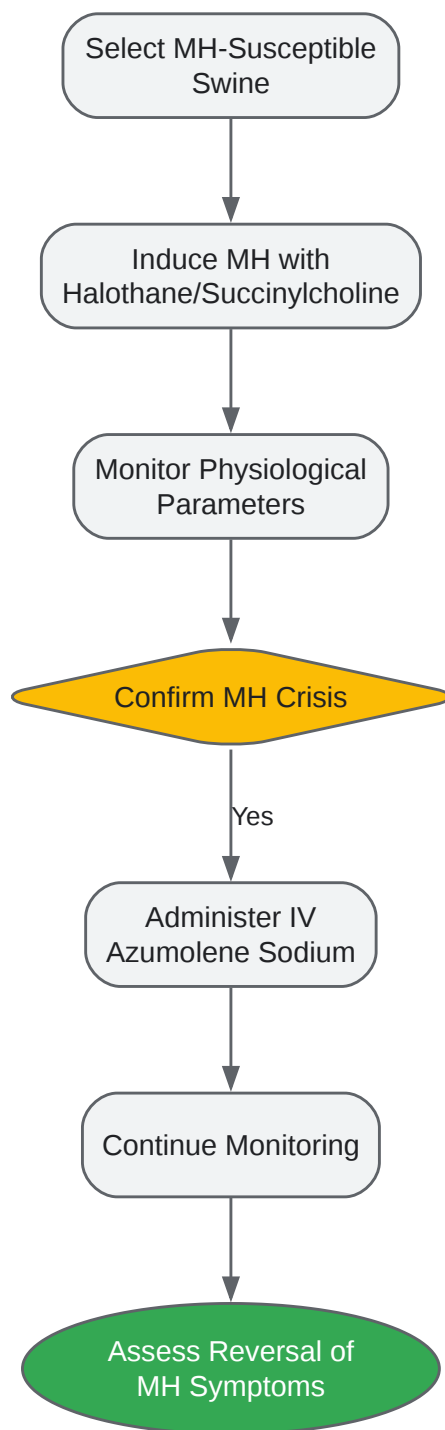 Select MH-Susceptible
Swine
Induce MH with
Halothane/Succinylcholine
Monitor Physiological
Parameters
Confirm MH Crisis
Yes
Administer IV
Azumolene Sodium
Continue Monitoring
Assess Reversal of
MH Symptoms